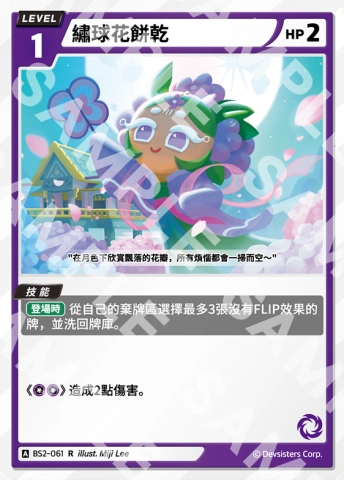 LEVEL
1
繡球花餅乾
HP 2
"在月色下欣賞飄落的花瓣，所有煩惱都會一掃而空～"
技能
登場時 從自己的棄牌區選擇最多3張沒有FLIP效果的
牌，並洗回牌庫。
《》造成2點傷害。
A BS2-061 R illust. Miji Lee
© Devsisters Corp.
SAMPLE